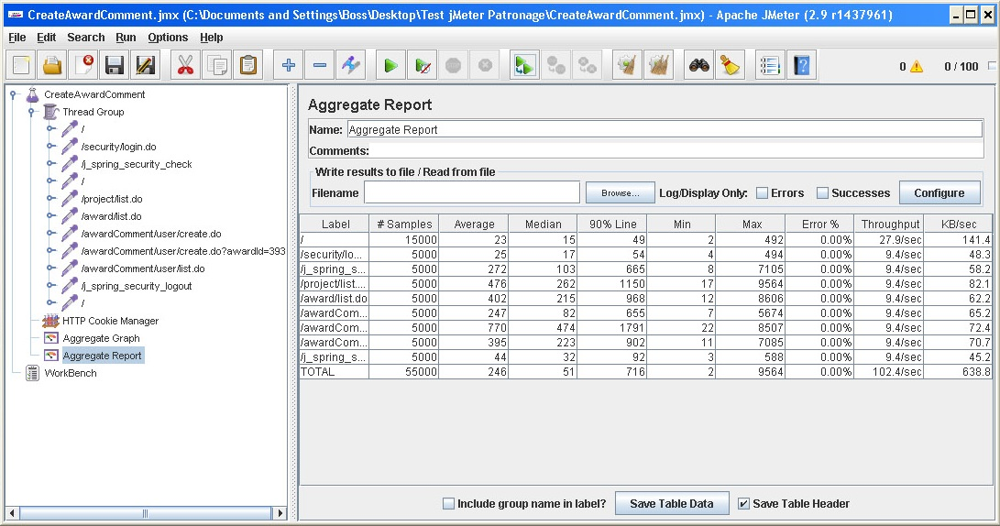 CreateAwardComment.jmx (C:\Documents and Settings\Boss\Desktop\Test jMeter Patronage\CreateAwardComment.jmx) - Apache JMeter (2.9 r1437961)
File Edit Search Run Options Help
0 0 / 100
CreateAwardComment
Thread Group
/
/security/login.do
/j_spring_security_check
/
/project/list.do
/award/list.do
/awardComment/user/create.do
/awardComment/user/create.do?awardId=393
/awardComment/user/list.do
/j_spring_security_logout
/
HTTP Cookie Manager
Aggregate Graph
Aggregate Report
WorkBench
Aggregate Report
Name: Aggregate Report
Comments:
Write results to file / Read from file
Filename Browse... Log/Display Only: Errors Successes Configure
Label # Samples Average Median 90% Line Min Max Error % Throughput KB/sec
/ 15000 23 15 49 2 492 0.00% 27.9/sec 141.4
/security/lo... 5000 25 17 54 4 494 0.00% 9.4/sec 48.3
/j_spring_s... 5000 272 103 665 8 7105 0.00% 9.4/sec 58.2
/project/list.... 5000 476 262 1150 17 9564 0.00% 9.4/sec 82.1
/award/list.do 5000 402 215 968 12 8606 0.00% 9.4/sec 62.2
/awardCom... 5000 247 82 655 7 5674 0.00% 9.4/sec 65.2
/awardCom... 5000 770 474 1791 22 8507 0.00% 9.4/sec 72.4
/awardCom... 5000 395 223 902 11 7085 0.00% 9.4/sec 70.7
/j_spring_s... 5000 44 32 92 3 588 0.00% 9.4/sec 45.2
TOTAL 55000 246 51 716 2 9564 0.00% 102.4/sec 638.8
Include group name in label? Save Table Data Save Table Header